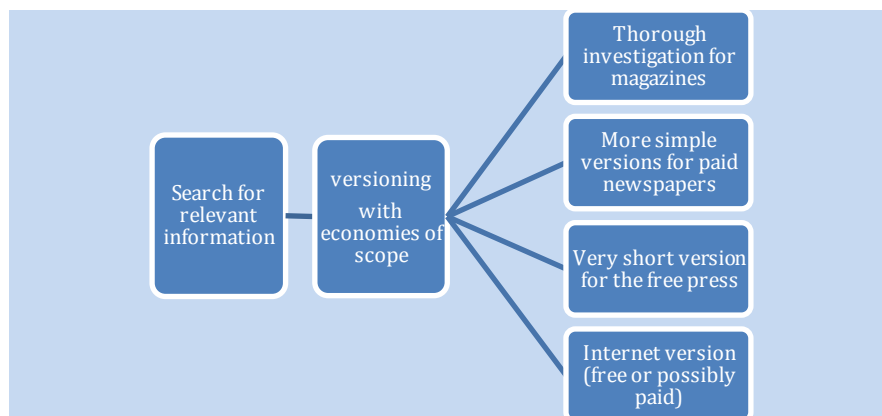 Search for
relevant
information
versioning
with
economies of
scope
Thorough
investigation for
magazines
More simple
versions for paid
newspapers
Very short version
for the free press
Internet version
(free or possibly
paid)